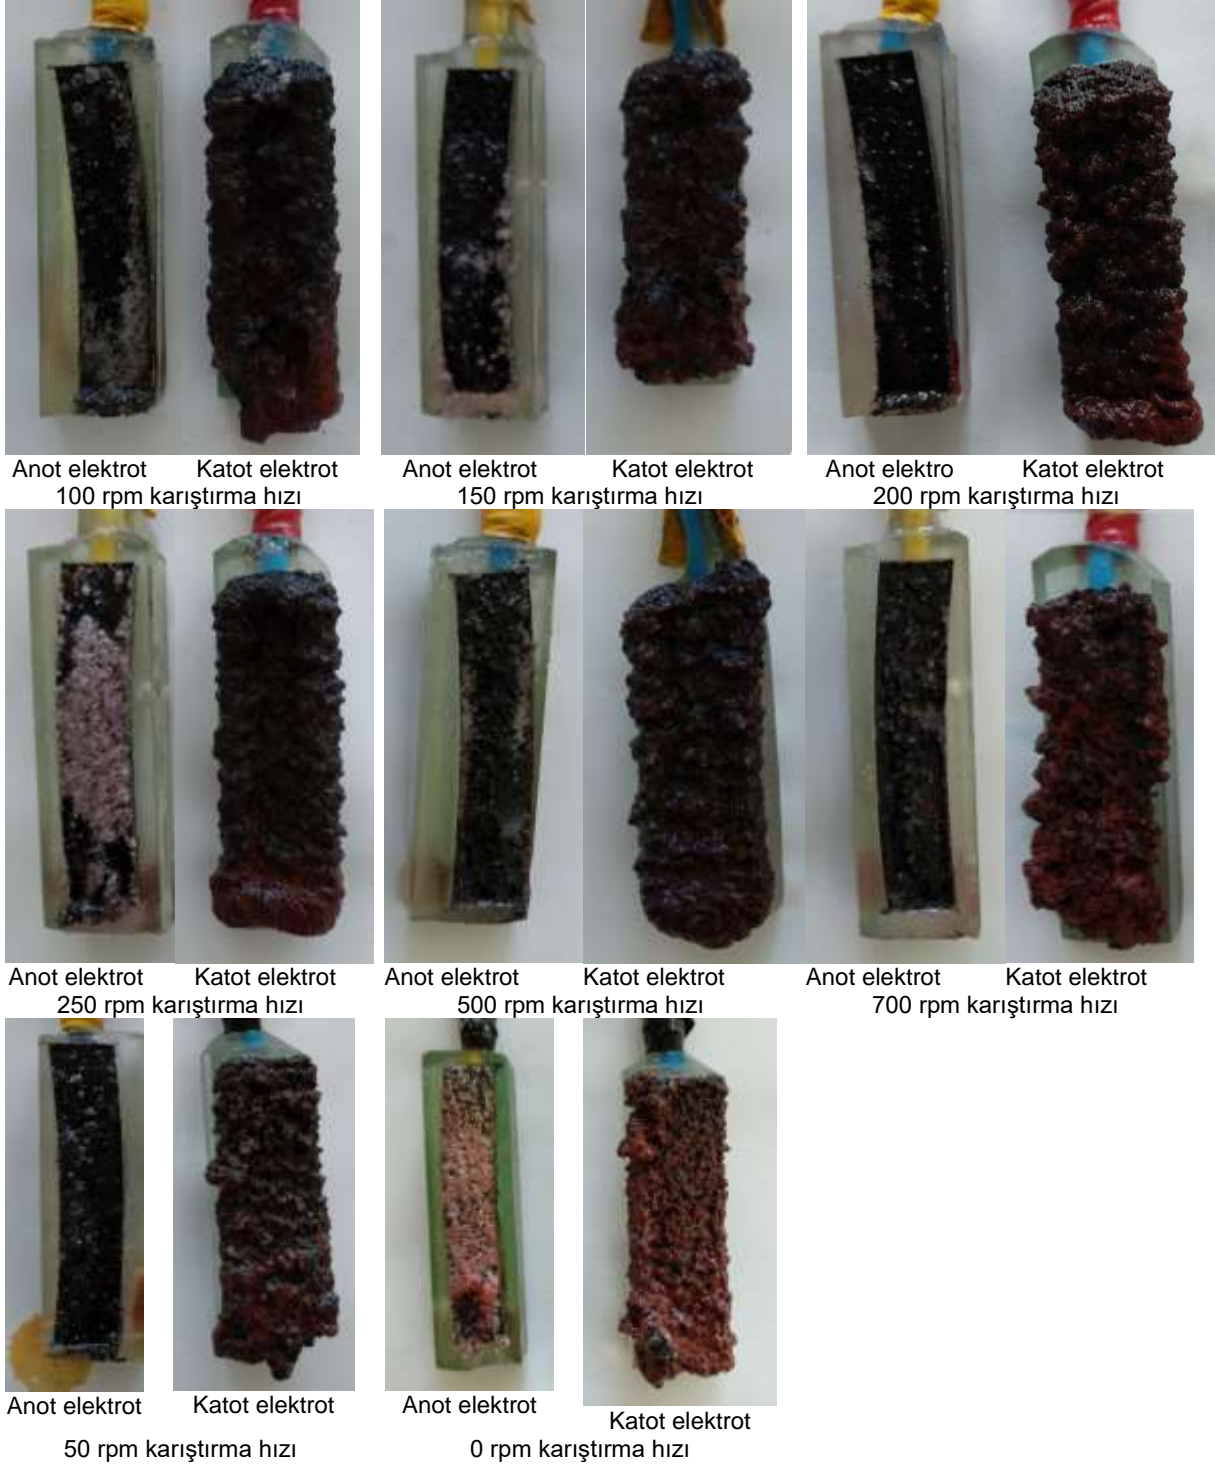 Anot elektrot Katot elektrot Anot elektrot Katot elektrot Anot elektro Katot elektrot
100 rpm karıştırma hızı 150 rpm karıştırma hızı 200 rpm karıştırma hızı
Anot elektrot Katot elektrot Anot elektrot Katot elektrot Anot elektrot Katot elektrot
250 rpm karıştırma hızı 500 rpm karıştırma hızı 700 rpm karıştırma hızı
Anot elektrot Katot elektrot Anot elektrot Katot elektrot
50 rpm karıştırma hızı 0 rpm karıştırma hızı